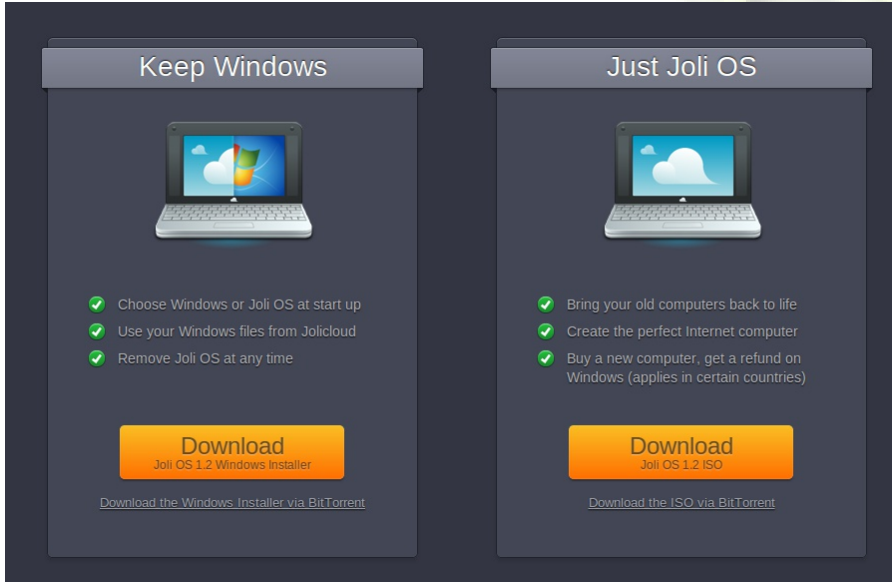 Keep Windows
Choose Windows or Joli OS at start up
Use your Windows files from Jolicloud
Remove Joli OS at any time
Download
Joli OS 1.2 Windows Installer
Download the Windows Installer via BitTorrent
Just Joli OS
Bring your old computers back to life
Create the perfect Internet computer
Buy a new computer, get a refund on
Windows (applies in certain countries)
Download
Joli OS 1.2 ISO
Download the ISO via BitTorrent